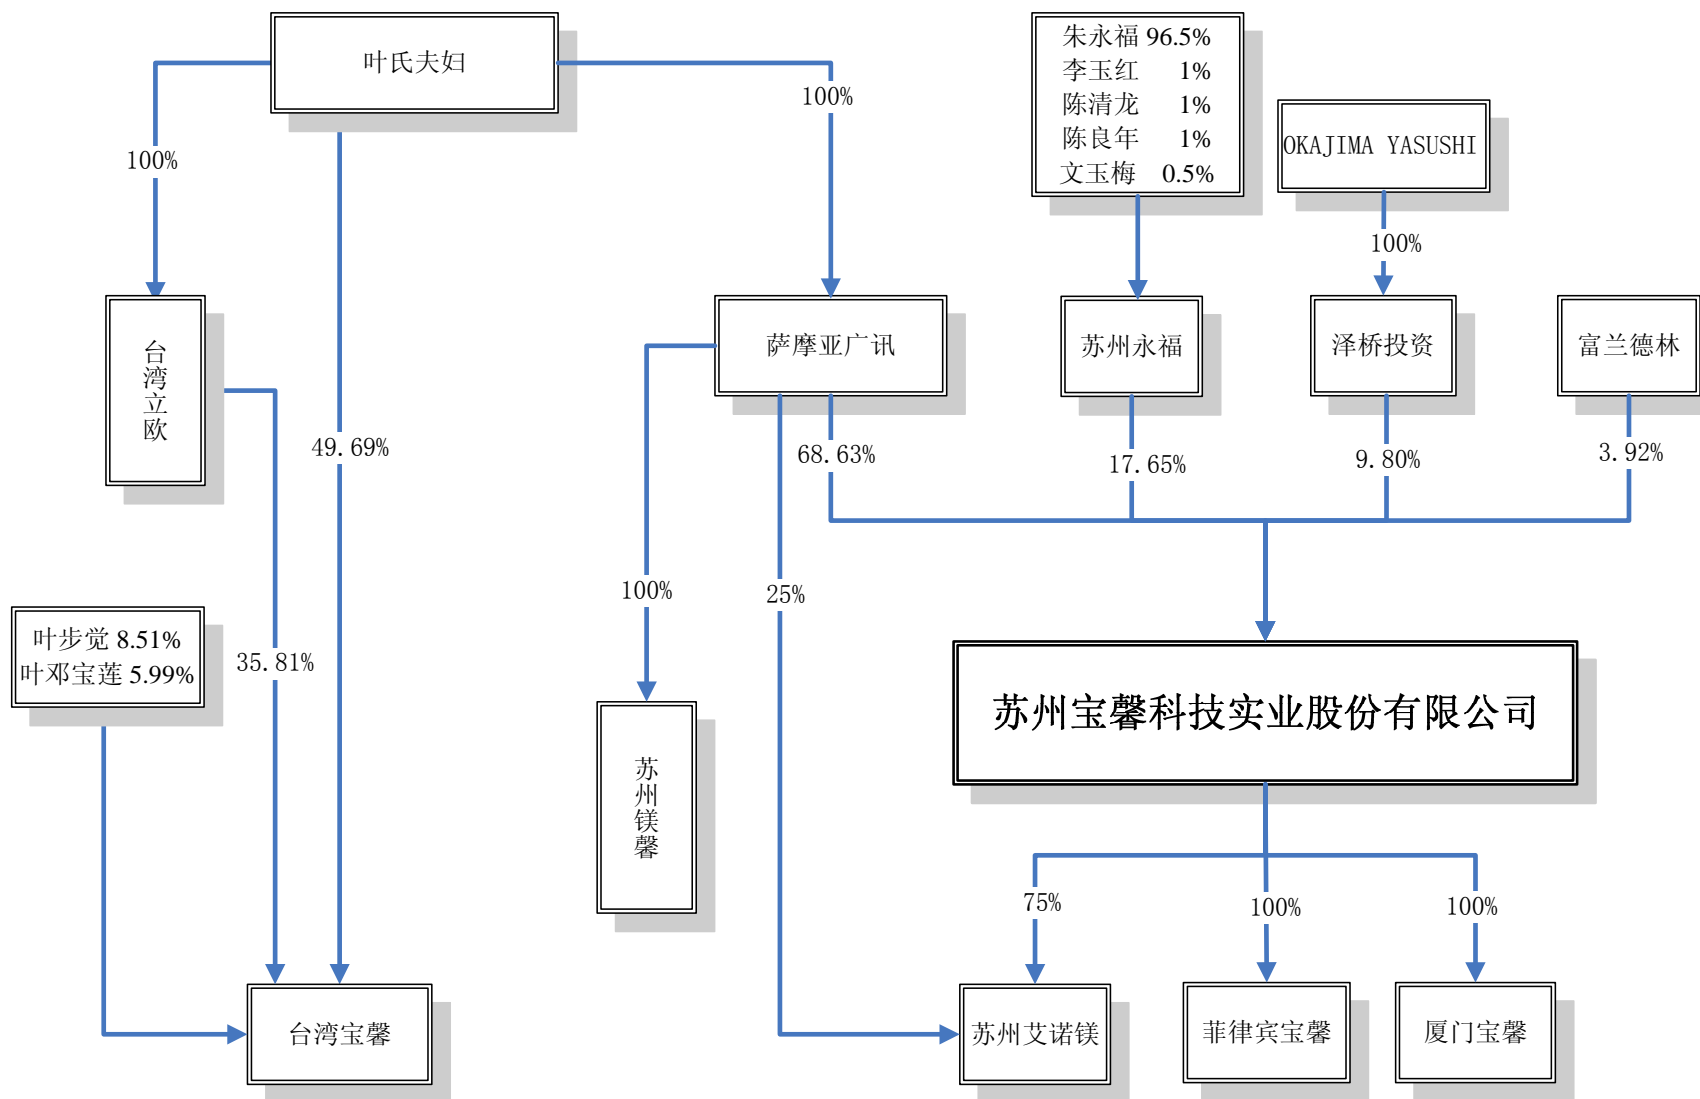 叶氏夫妇
朱永福 96.5%
李玉红 1%
陈清龙 1%
陈良年 1%
文玉梅 0.5%
OKAJIMA YASUSHI
100%
100%
100%
台湾立欧
萨摩亚广讯
苏州永福
泽桥投资
富兰德林
49.69%
68.63%
17.65%
9.80%
3.92%
100%
25%
叶步觉 8.51%
叶邓宝莲 5.99%
35.81%
苏州宝馨科技实业股份有限公司
苏州镁馨
75%
100%
100%
台湾宝馨
苏州艾诺镁
菲律宾宝馨
厦门宝馨